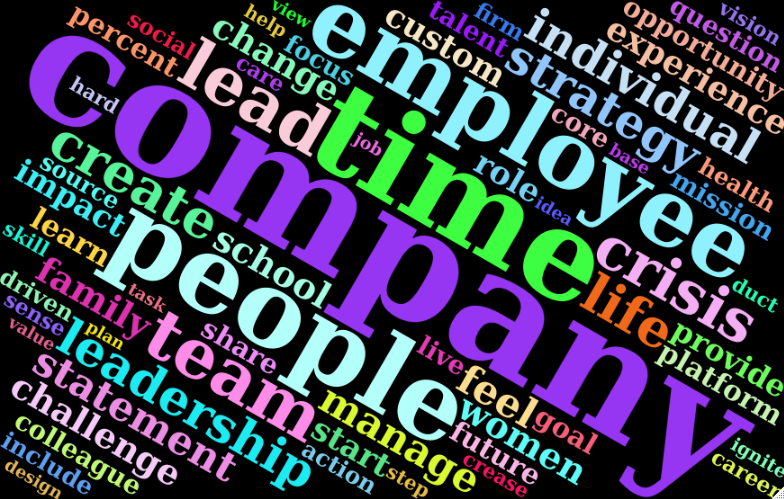 view
vision
help
firm
question
social
talent
opportunity
percent
change
focus
custom
individual
experience
care
employee
strategy
hard
lead
core
base
health
company
time
job
role
idea
mission
create
source
impact
people
school
crisis
skill
learn
duct
driven
family
task
life
provide
sense
value
plan
team
share
live
platform
leadership
feel
goal
statement
manage
women
challenge
start
future
ignite
colleague
action
step
crease
career
include
design